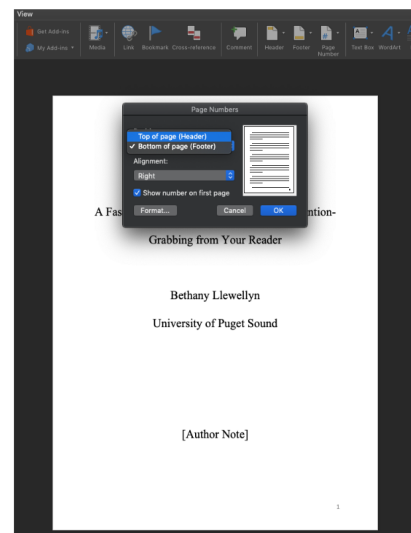 View
Get Add-ins
My Add-ins
Media
Link
Bookmark
Cross-reference
Comment
Header
Footer
Page
Number
Text Box
WordArt
Page Numbers
Top of page (Header)
✓ Bottom of page (Footer)
Alignment:
Right
Show number on first page
Format...
Cancel
OK
A Fas
ntion-
Grabbing from Your Reader
Bethany Llewellyn
University of Puget Sound
[Author Note]
1